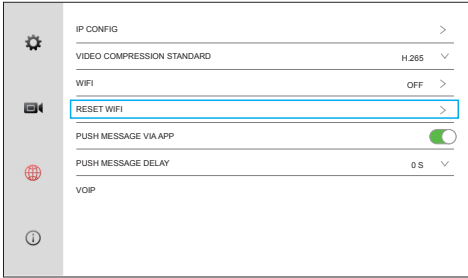 IP CONFIG
VIDEO COMPRESSION STANDARD H.265
WIFI OFF
RESET WIFI
PUSH MESSAGE VIA APP
PUSH MESSAGE DELAY 0 S
VOIP